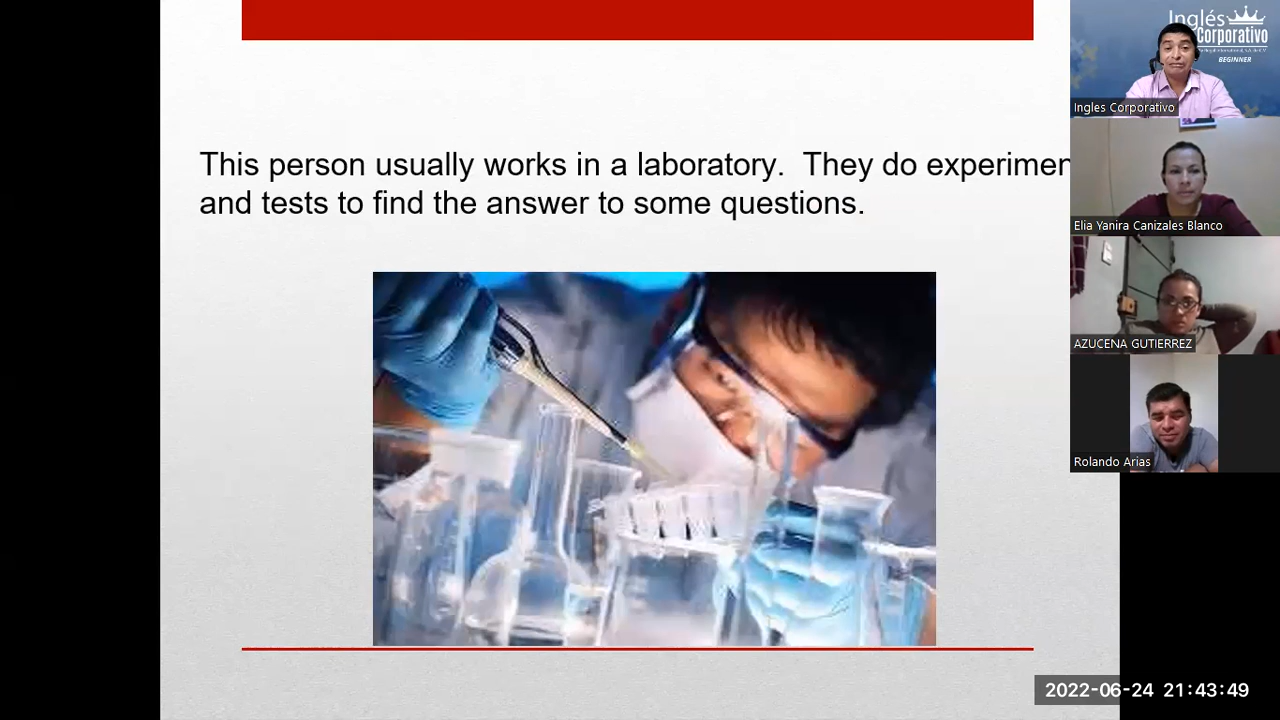 This person usually works in a laboratory.  They do experimen
and tests to find the answer to some questions.
Inglés
Corporativo
BEGINNER
Ingles Corporativo
Elia Yanira Canizales Blanco
AZUCENA GUTIERREZ
Rolando Arias
2022-06-24 21:43:49